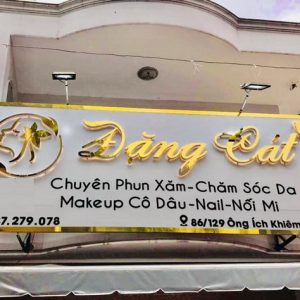 Đặng Cát
Chuyên Phun Xăm-Chăm Sóc Da
Makeup Cô Dâu-Nail-Nối Mi
7.279.078
86/129 Ông Ích Khiêm